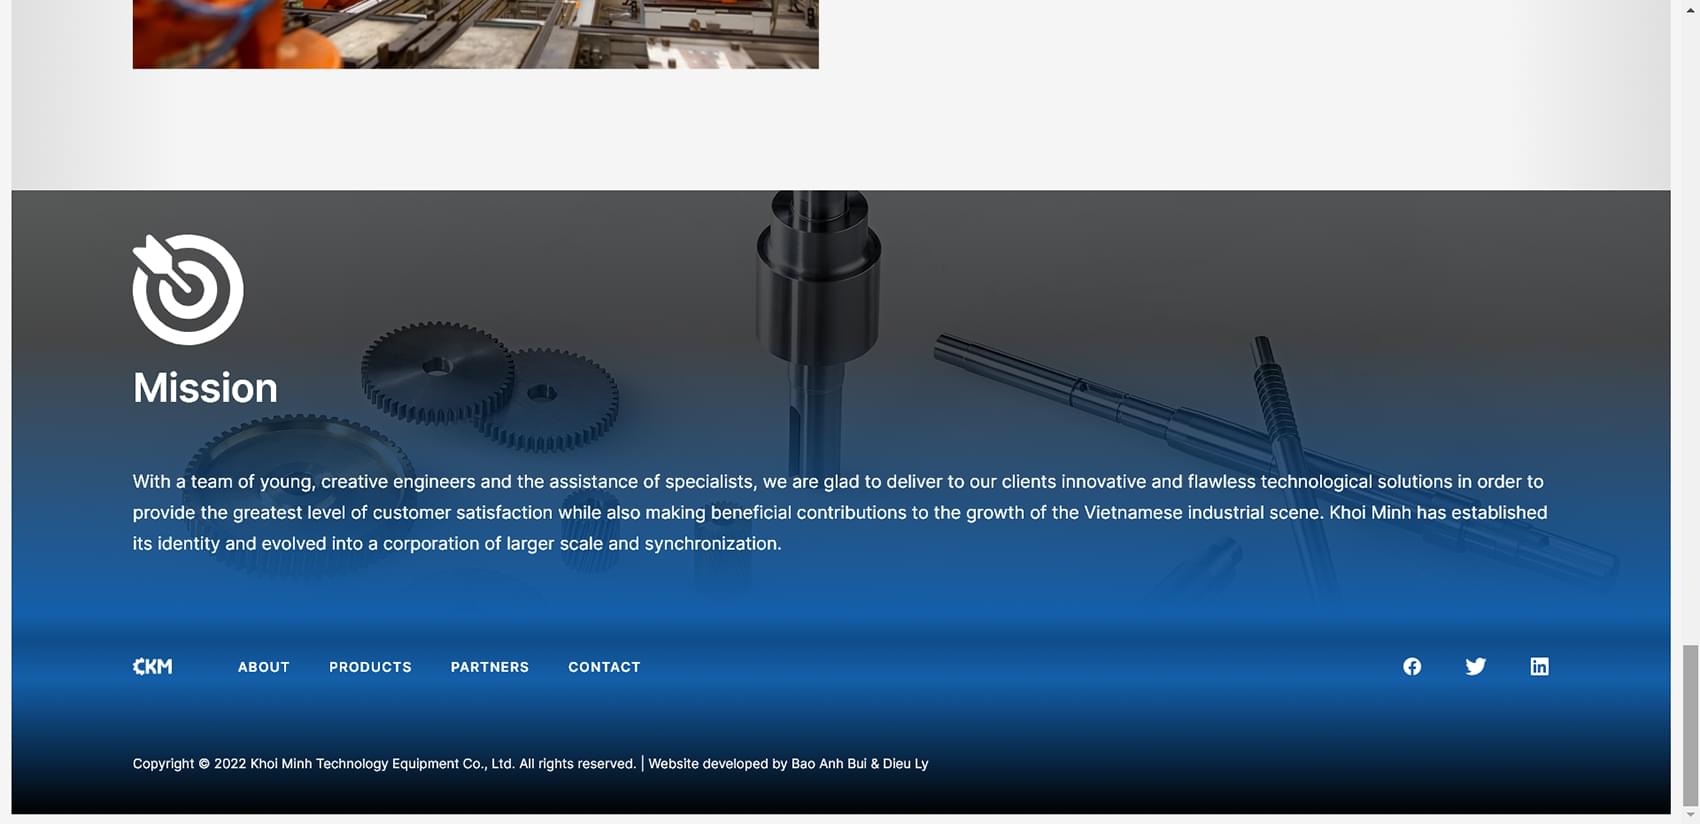 Mission
With a team of young, creative engineers and the assistance of specialists, we are glad to deliver to our clients innovative and flawless technological solutions in order to
provide the greatest level of customer satisfaction while also making beneficial contributions to the growth of the Vietnamese industrial scene. Khoi Minh has established
its identity and evolved into a corporation of larger scale and synchronization.
CKM ABOUT PRODUCTS PARTNERS CONTACT in
Copyright © 2022 Khoi Minh Technology Equipment Co., Ltd. All rights reserved. | Website developed by Bao Anh Bui & Dieu Ly